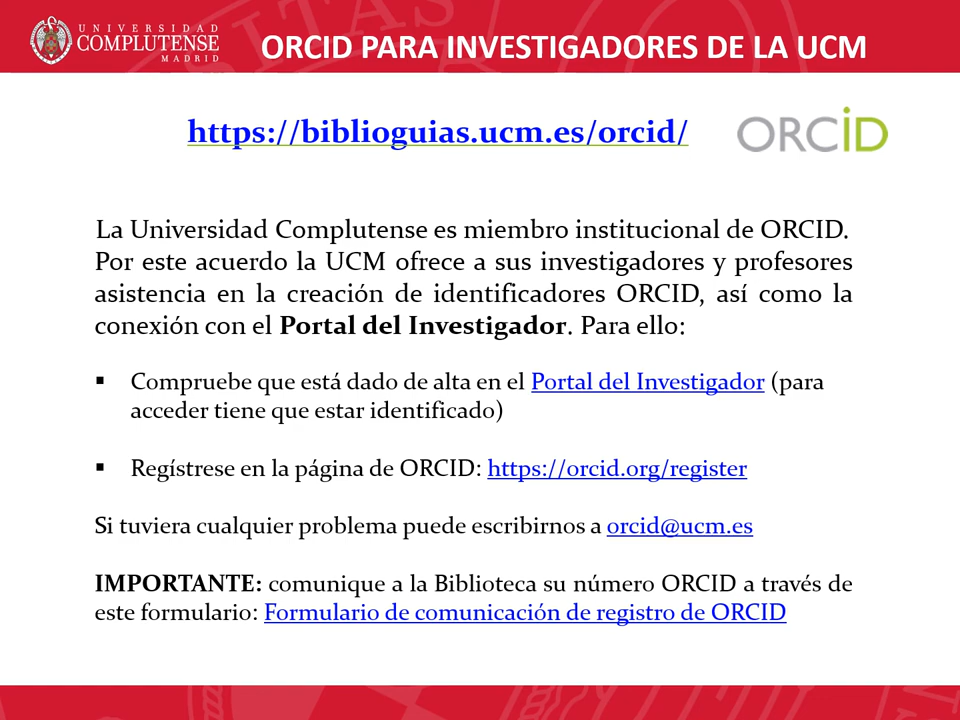 UNIVERSIDAD
COMPLUTENSE
MADRID
ORCID PARA INVESTIGADORES DE LA UCM
https://biblioguias.ucm.es/orcid/
ORCID
La Universidad Complutense es miembro institucional de ORCID.
Por este acuerdo la UCM ofrece a sus investigadores y profesores
asistencia en la creación de identificadores ORCID, así como la
conexión con el Portal del Investigador. Para ello:
▪ Compruebe que está dado de alta en el Portal del Investigador (para
acceder tiene que estar identificado)
▪ Regístrese en la página de ORCID: https://orcid.org/register
Si tuviera cualquier problema puede escribirnos a orcid@ucm.es
IMPORTANTE: comunique a la Biblioteca su número ORCID a través de
este formulario: Formulario de comunicación de registro de ORCID